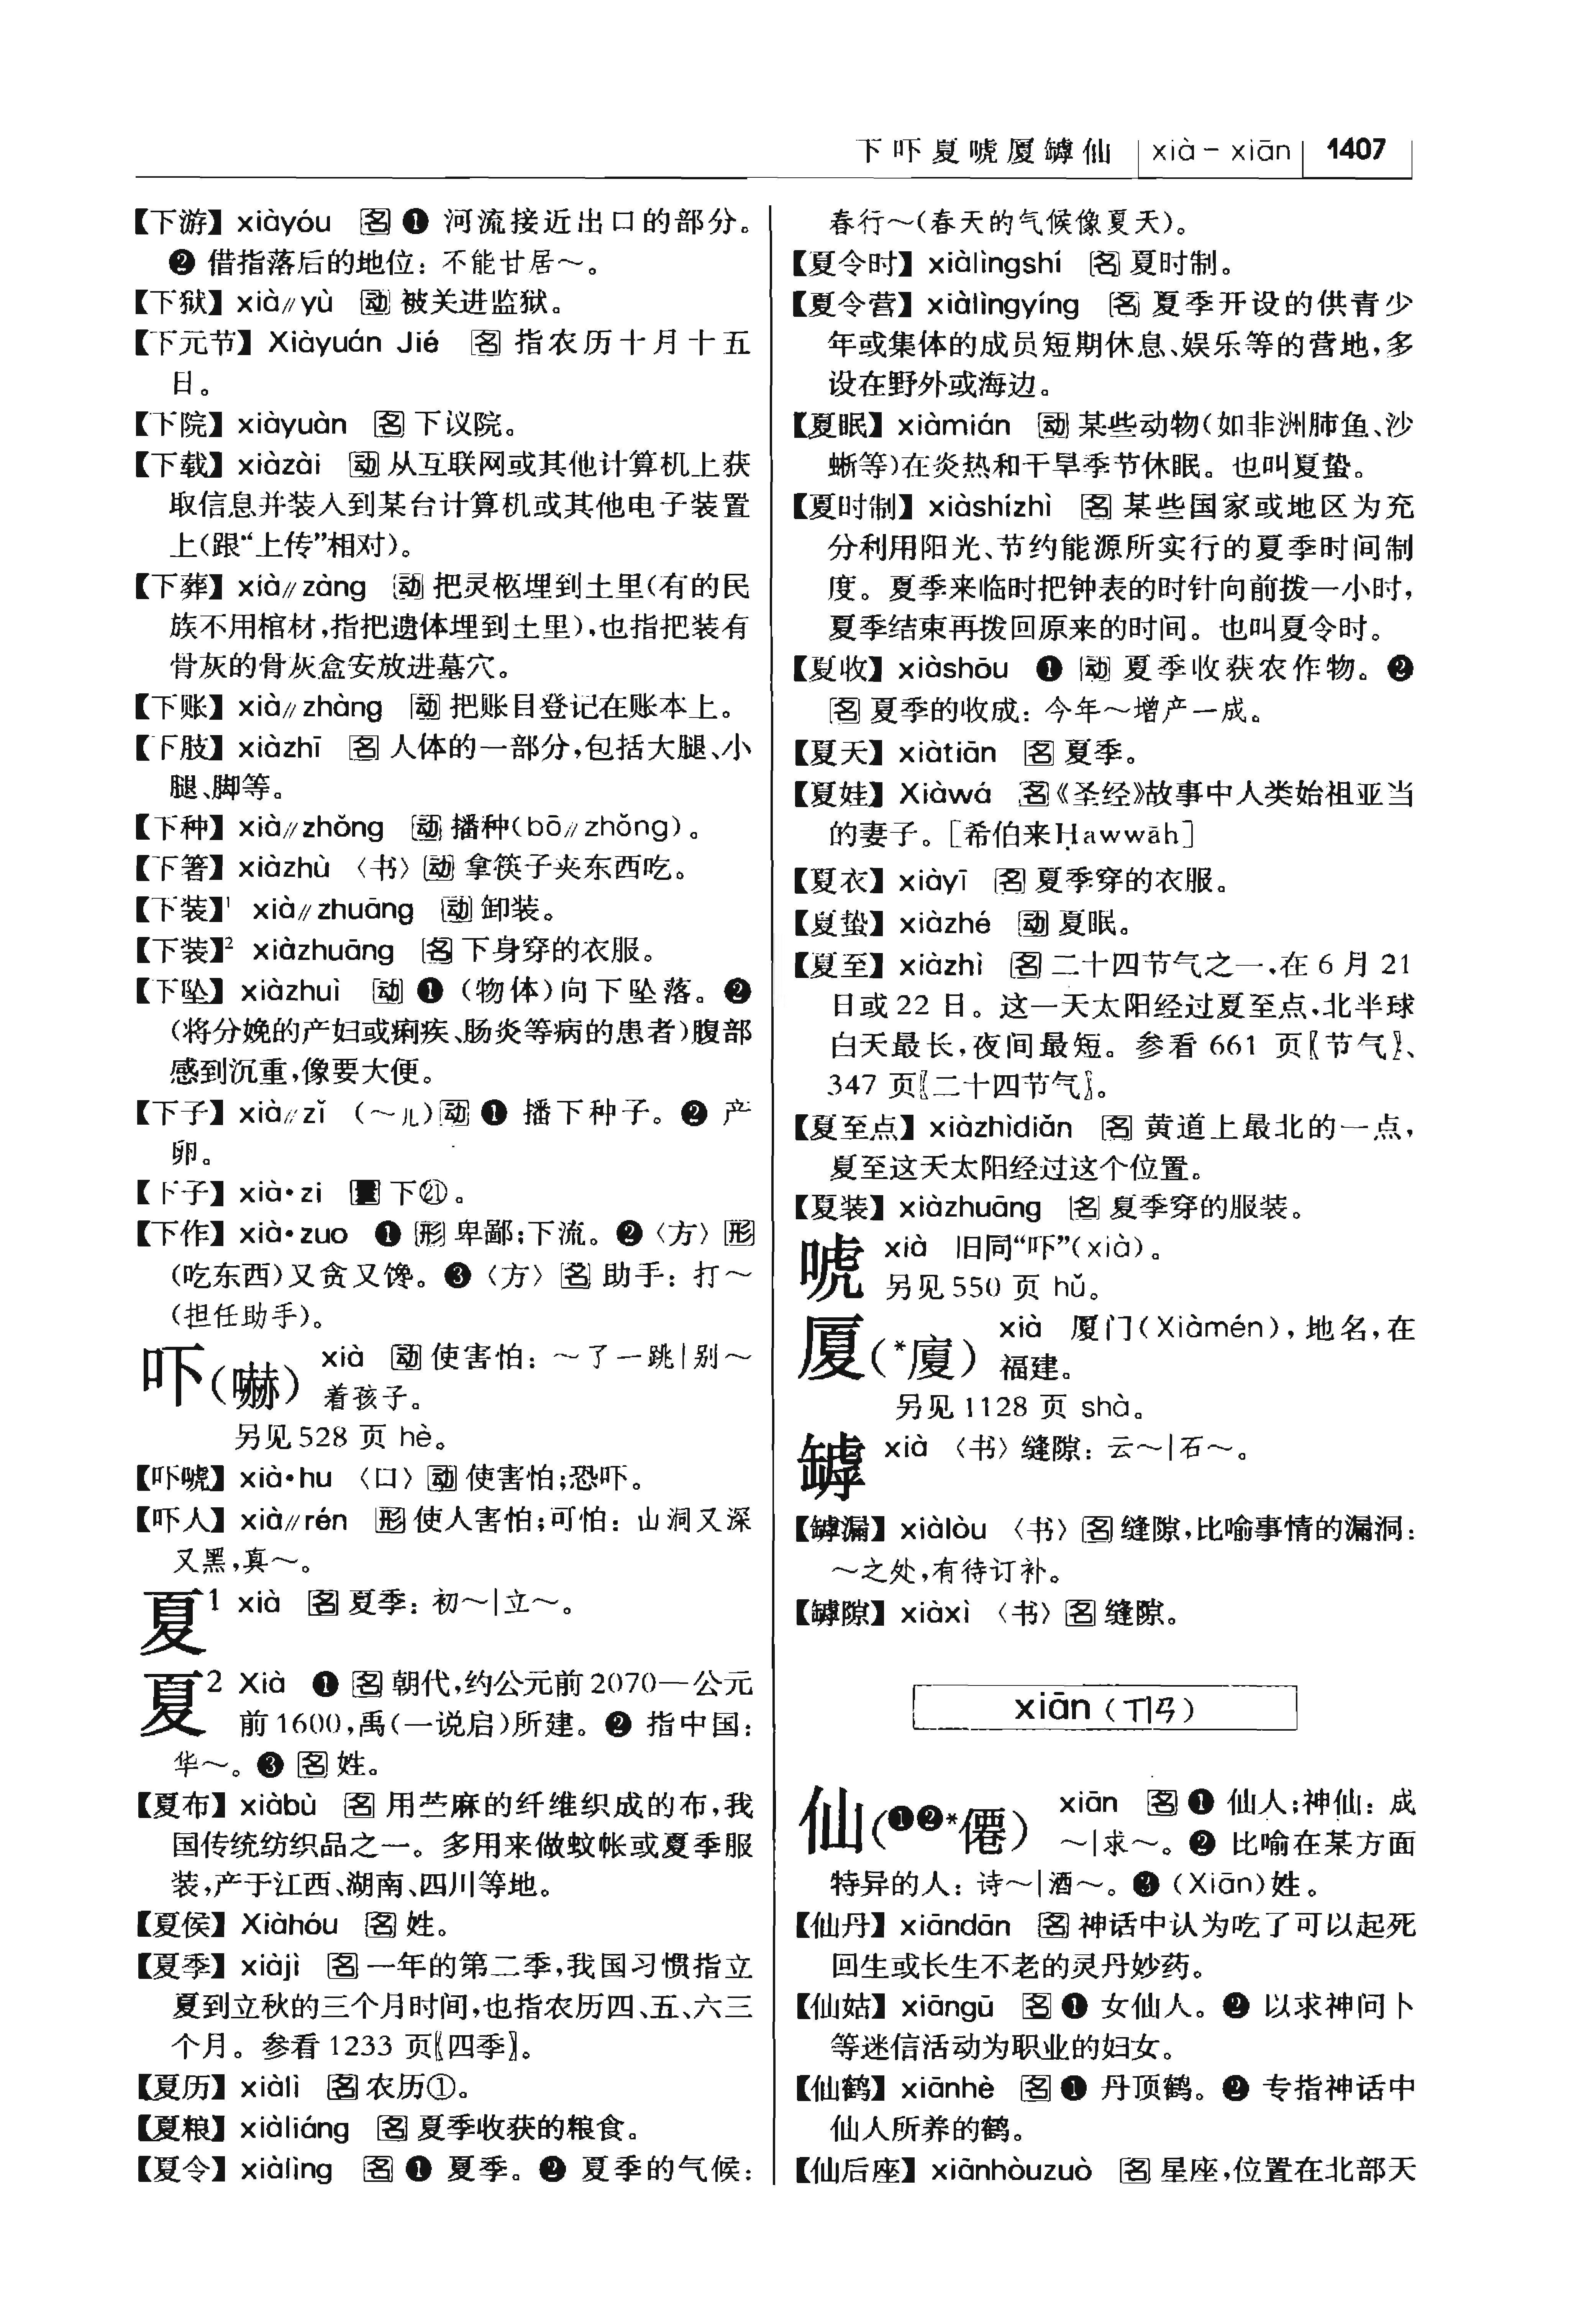 下吓夏唬厦罅仙 xià－xiān 1407
【下游】xiàyóu 名 ❶ 河流接近出口的部分。
❷ 借指落后的地位：不能甘居～。
【下狱】xià∥yù 动 被关进监狱。
【下元节】Xiàyuán Jié 名 指农历十月十五
日。
【下院】xiàyuàn 名 下议院。
【下载】xiàzài 动 从互联网或其他计算机上获
取信息并装入到某台计算机或其他电子装置
上（跟“上传”相对）。
【下葬】xià∥zàng 动 把灵柩埋到土里（有的民
族不用棺材，指把遗体埋到土里），也指把装有
骨灰的骨灰盒安放进墓穴。
【下账】xià∥zhàng 动 把账目登记在账本上。
【下肢】xiàzhī 名 人体的一部分，包括大腿、小
腿、脚等。
【下种】xià∥zhǒng 动 播种（bō∥zhǒng）。
【下箸】xiàzhù 〈书〉动 拿筷子夹东西吃。
【下装】¹ xià∥zhuāng 动 卸装。
【下装】² xiàzhuāng 名 下身穿的衣服。
【下坠】xiàzhuì 动 ❶（物体）向下坠落。❷
（将分娩的产妇或痢疾、肠炎等病的患者）腹部
感到沉重，像要大便。
【下子】xià∥zǐ （～儿）动 ❶ 播下种子。❷ 产
卵。
【下子】xià·zi 量 下㉑。
【下作】xià·zuo ❶ 形 卑鄙；下流。❷〈方〉形
（吃东西）又贪又馋。❸〈方〉名 助手：打～
（担任助手）。
吓（嚇） xià 动 使害怕：～了一跳｜别～
着孩子。
另见 528 页 hè。
【吓唬】xià·hu 〈口〉动 使害怕；恐吓。
【吓人】xià∥rén 形 使人害怕；可怕：山洞又深
又黑，真～。
夏¹ xià 名 夏季：初～｜立～。
夏² Xià ❶ 名 朝代，约公元前 2070—公元
前 1600，禹（一说启）所建。❷ 指中国：
华～。❸ 名 姓。
【夏布】xiàbù 名 用苎麻的纤维织成的布，我
国传统纺织品之一。多用来做蚊帐或夏季服
装，产于江西、湖南、四川等地。
【夏侯】Xiàhóu 名 姓。
【夏季】xiàjì 名 一年的第二季，我国习惯指立
夏到立秋的三个月时间，也指农历四、五、六三
个月。参看 1233 页〖四季〗。
【夏历】xiàlì 名 农历①。
【夏粮】xiàliáng 名 夏季收获的粮食。
【夏令】xiàlìng 名 ❶ 夏季。❷ 夏季的气候：
春行～（春天的气候像夏天）。
【夏令时】xiàlìngshí 名 夏时制。
【夏令营】xiàlìngyíng 名 夏季开设的供青少
年或集体的成员短期休息、娱乐等的营地，多
设在野外或海边。
【夏眠】xiàmián 动 某些动物（如非洲肺鱼、沙
蜥等）在炎热和干旱季节休眠。也叫夏蛰。
【夏时制】xiàshízhì 名 某些国家或地区为充
分利用阳光、节约能源所实行的夏季时间制
度。夏季来临时把钟表的时针向前拨一小时，
夏季结束再拨回原来的时间。也叫夏令时。
【夏收】xiàshōu ❶ 动 夏季收获农作物。❷
名 夏季的收成：今年～增产一成。
【夏天】xiàtiān 名 夏季。
【夏娃】Xiàwá 名《圣经》故事中人类始祖亚当
的妻子。［希伯来Ḥawwāh］
【夏衣】xiàyī 名 夏季穿的衣服。
【夏蛰】xiàzhé 动 夏眠。
【夏至】xiàzhì 名 二十四节气之一，在 6 月 21
日或 22 日。这一天太阳经过夏至点，北半球
白天最长，夜间最短。参看 661 页〖节气〗、
347 页〖二十四节气〗。
【夏至点】xiàzhìdiǎn 名 黄道上最北的一点，
夏至这天太阳经过这个位置。
【夏装】xiàzhuāng 名 夏季穿的服装。
唬 xià 旧同“吓”（xià）。
另见 550 页 hǔ。
厦（*廈） xià 厦门（Xiàmén），地名，在
福建。
另见 1128 页 shà。
罅 xià 〈书〉缝隙：云～｜石～。
【罅漏】xiàlòu 〈书〉名 缝隙，比喻事情的漏洞：
～之处，有待订补。
【罅隙】xiàxì 〈书〉名 缝隙。
xiān（ㄒㄧㄢ）
仙（❶❷*僊） xiān 名 ❶ 仙人；神仙：成
～｜求～。❷ 比喻在某方面
特异的人：诗～｜酒～。❸（Xiān）姓。
【仙丹】xiāndān 名 神话中认为吃了可以起死
回生或长生不老的灵丹妙药。
【仙姑】xiāngū 名 ❶ 女仙人。❷ 以求神问卜
等迷信活动为职业的妇女。
【仙鹤】xiānhè 名 ❶ 丹顶鹤。❷ 专指神话中
仙人所养的鹤。
【仙后座】xiānhòuzuò 名 星座，位置在北部天